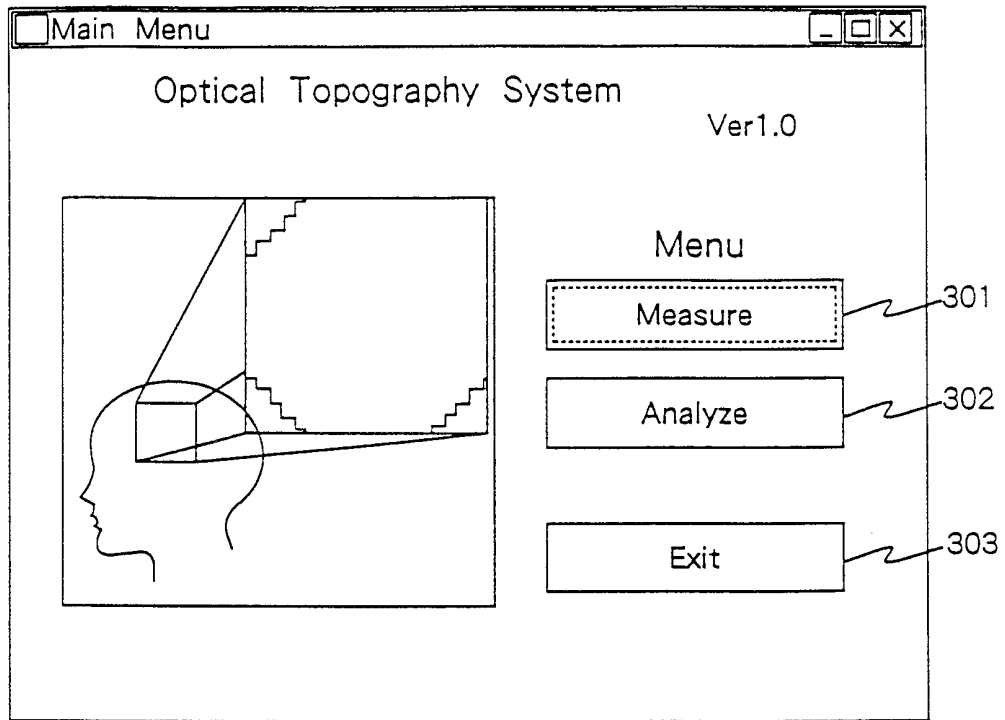 Main Menu
Optical Topography System
Ver1.0
Menu
Measure
301
Analyze
302
Exit
303